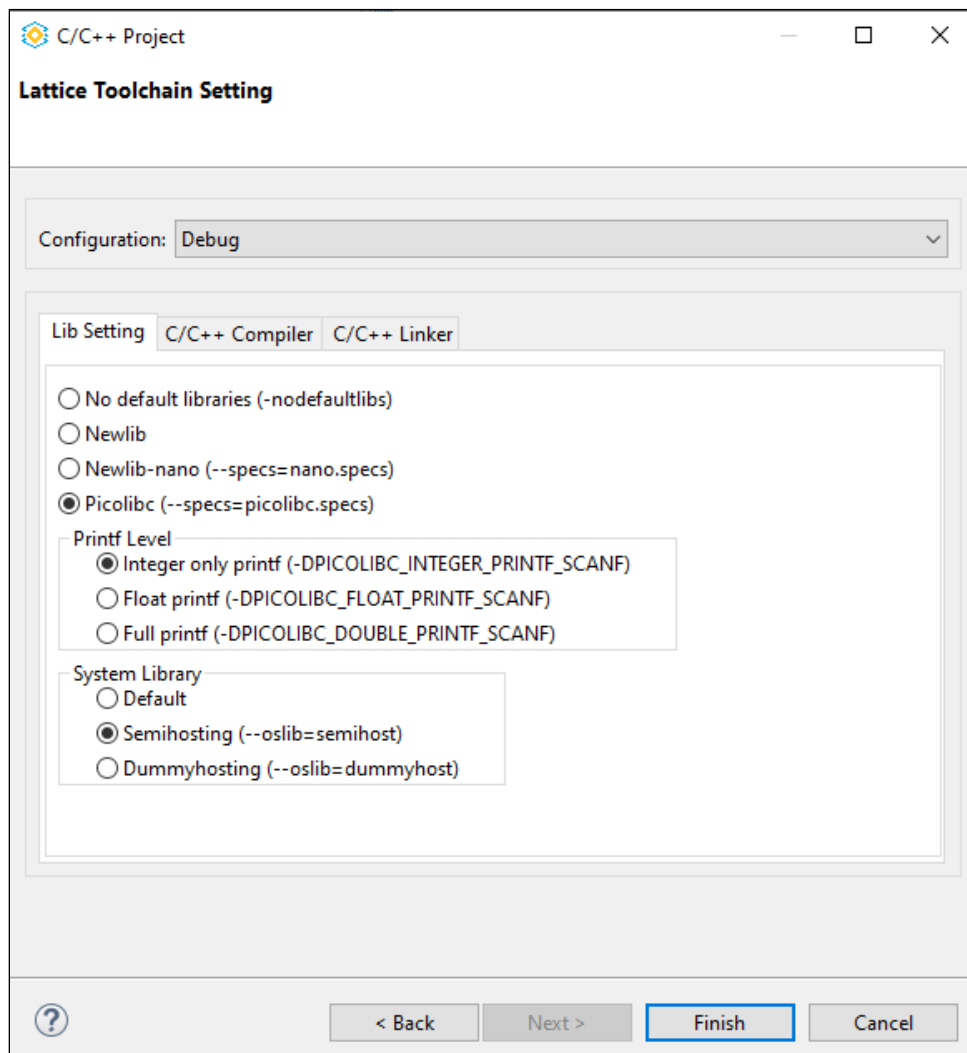 C/C++ Project
Lattice Toolchain Setting
Configuration: Debug
Lib Setting C/C++ Compiler C/C++ Linker
No default libraries (-nodefaultlibs)
Newlib
Newlib-nano (--specs=nano.specs)
Picolibc (--specs=picolibc.specs)
Printf Level
Integer only printf (-DPICOLIBC_INTEGER_PRINTF_SCANF)
Float printf (-DPICOLIBC_FLOAT_PRINTF_SCANF)
Full printf (-DPICOLIBC_DOUBLE_PRINTF_SCANF)
System Library
Default
Semihosting (--oslib=semihost)
Dummyhosting (--oslib=dummyhost)
? < Back Next > Finish Cancel